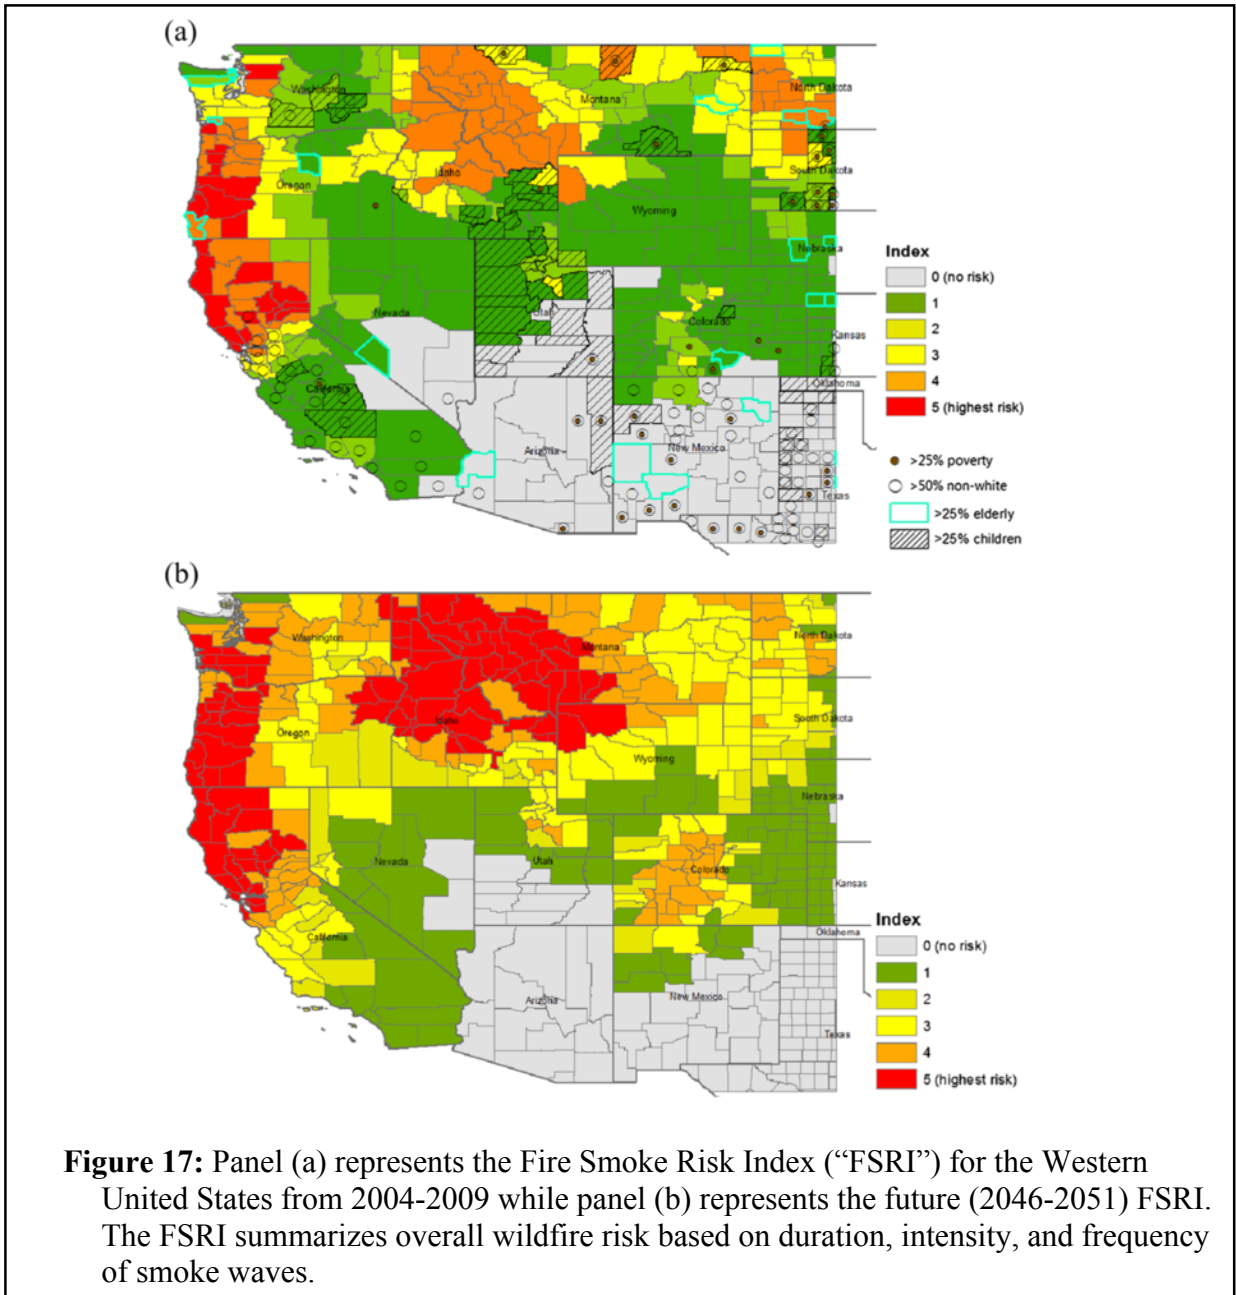 (a)
Washington
Montana
North Dakota
Oregon
Idaho
South Dakota
Wyoming
Nebraska
Index
0 (no risk)
1
2
3
4
5 (highest risk)
Nevada
Utah
Colorado
Kansas
California
Oklahoma
Arizona
New Mexico
Texas
>25% poverty
>50% non-white
>25% elderly
>25% children
(b)
Washington
Montana
North Dakota
Oregon
Idaho
South Dakota
Wyoming
Nebraska
Nevada
Utah
Colorado
Kansas
California
Oklahoma
Arizona
New Mexico
Texas
Index
0 (no risk)
1
2
3
4
5 (highest risk)
Figure 17: Panel (a) represents the Fire Smoke Risk Index (“FSRI”) for the Western
United States from 2004-2009 while panel (b) represents the future (2046-2051) FSRI.
The FSRI summarizes overall wildfire risk based on duration, intensity, and frequency
of smoke waves.